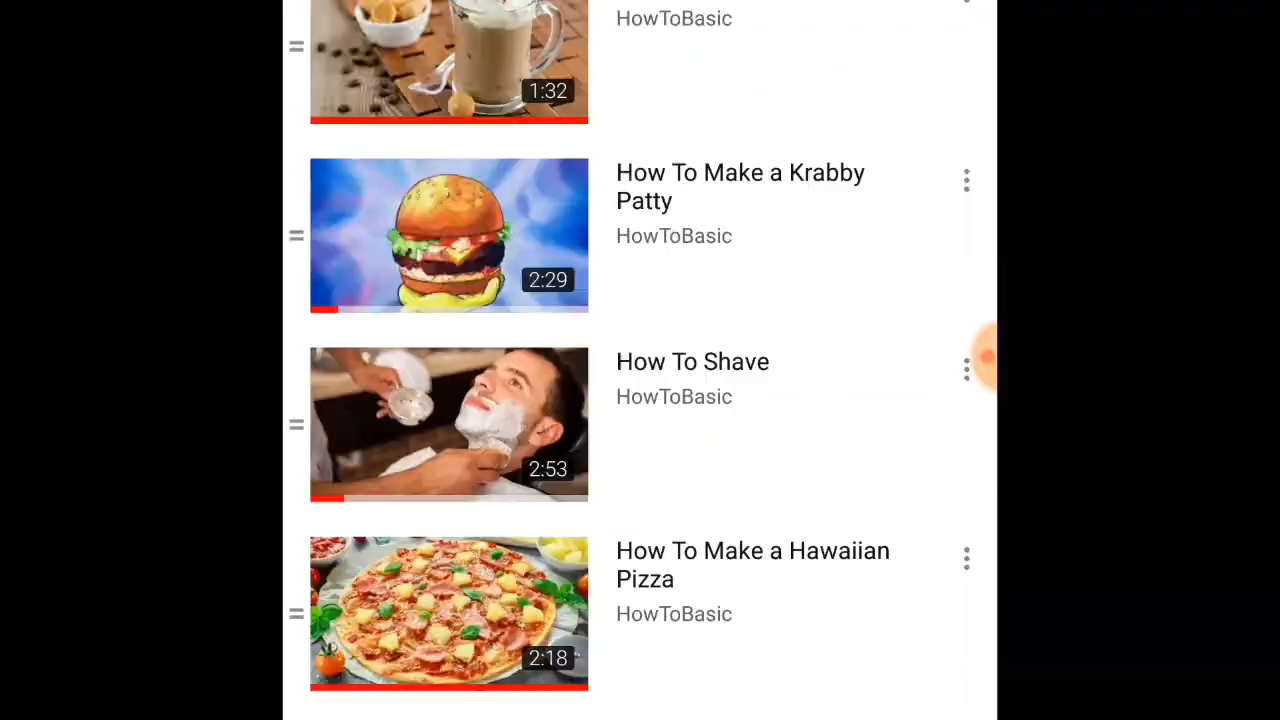 HowToBasic
1:32
How To Make a Krabby
Patty
HowToBasic
2:29
How To Shave
HowToBasic
2:53
How To Make a Hawaiian
Pizza
HowToBasic
2:18